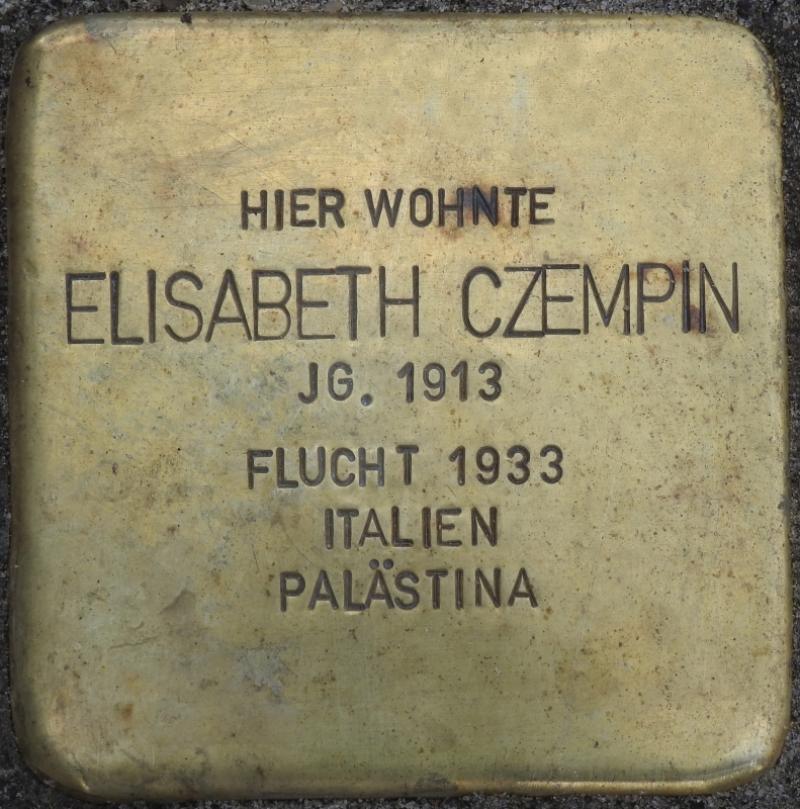 HIER WOHNTE
ELISABETH CZEMPIN
JG. 1913
FLUCHT 1933
ITALIEN
PALÄSTINA